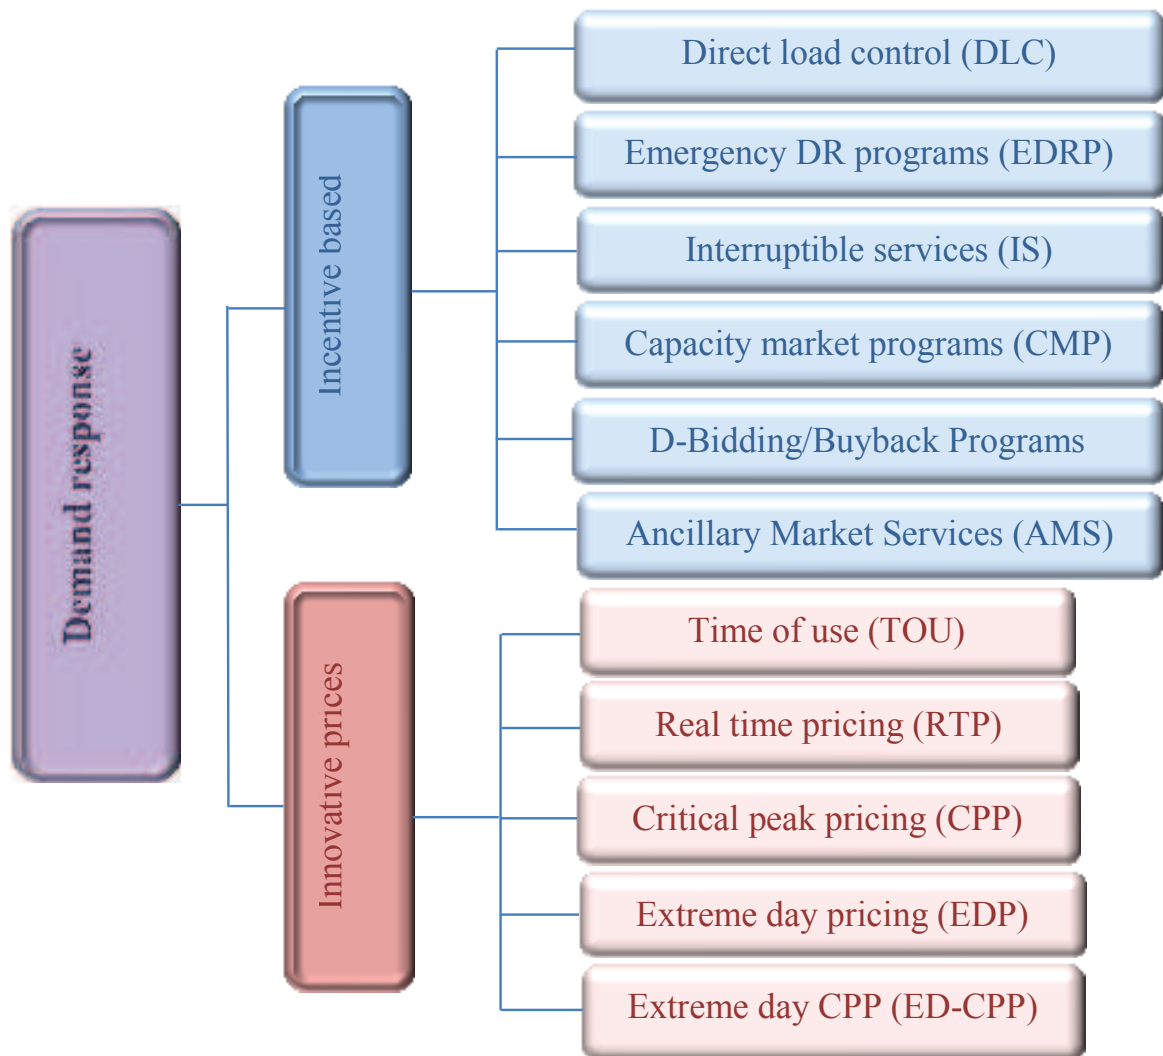 Demand response
Incentive based
Direct load control (DLC)
Emergency DR programs (EDRP)
Interruptible services (IS)
Capacity market programs (CMP)
D-Bidding/Buyback Programs
Ancillary Market Services (AMS)
Innovative prices
Time of use (TOU)
Real time pricing (RTP)
Critical peak pricing (CPP)
Extreme day pricing (EDP)
Extreme day CPP (ED-CPP)